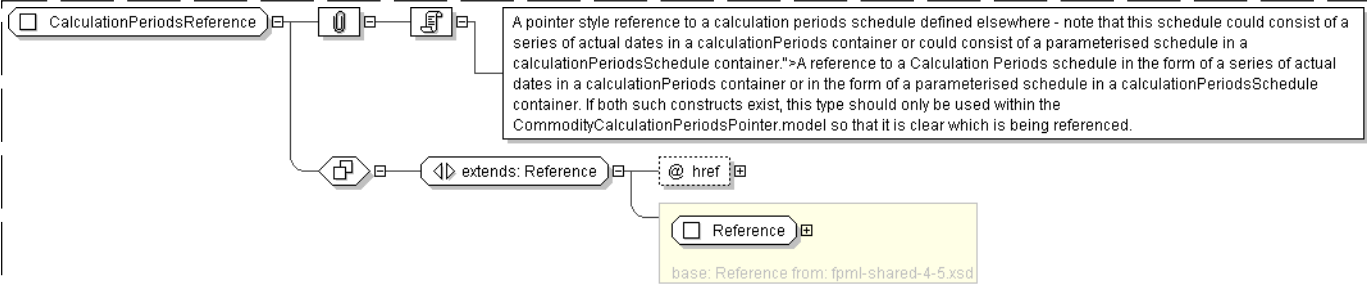 CalculationPeriodsReference
A pointer style reference to a calculation periods schedule defined elsewhere - note that this schedule could consist of a
series of actual dates in a calculationPeriods container or could consist of a parameterised schedule in a
calculationPeriodsSchedule container.">A reference to a Calculation Periods schedule in the form of a series of actual
dates in a calculationPeriods container or in the form of a parameterised schedule in a calculationPeriodsSchedule
container. If both such constructs exist, this type should only be used within the
CommodityCalculationPeriodsPointer.model so that it is clear which is being referenced.
extends: Reference
@ href
Reference
base: Reference from: fpml-shared-4-5.xsd